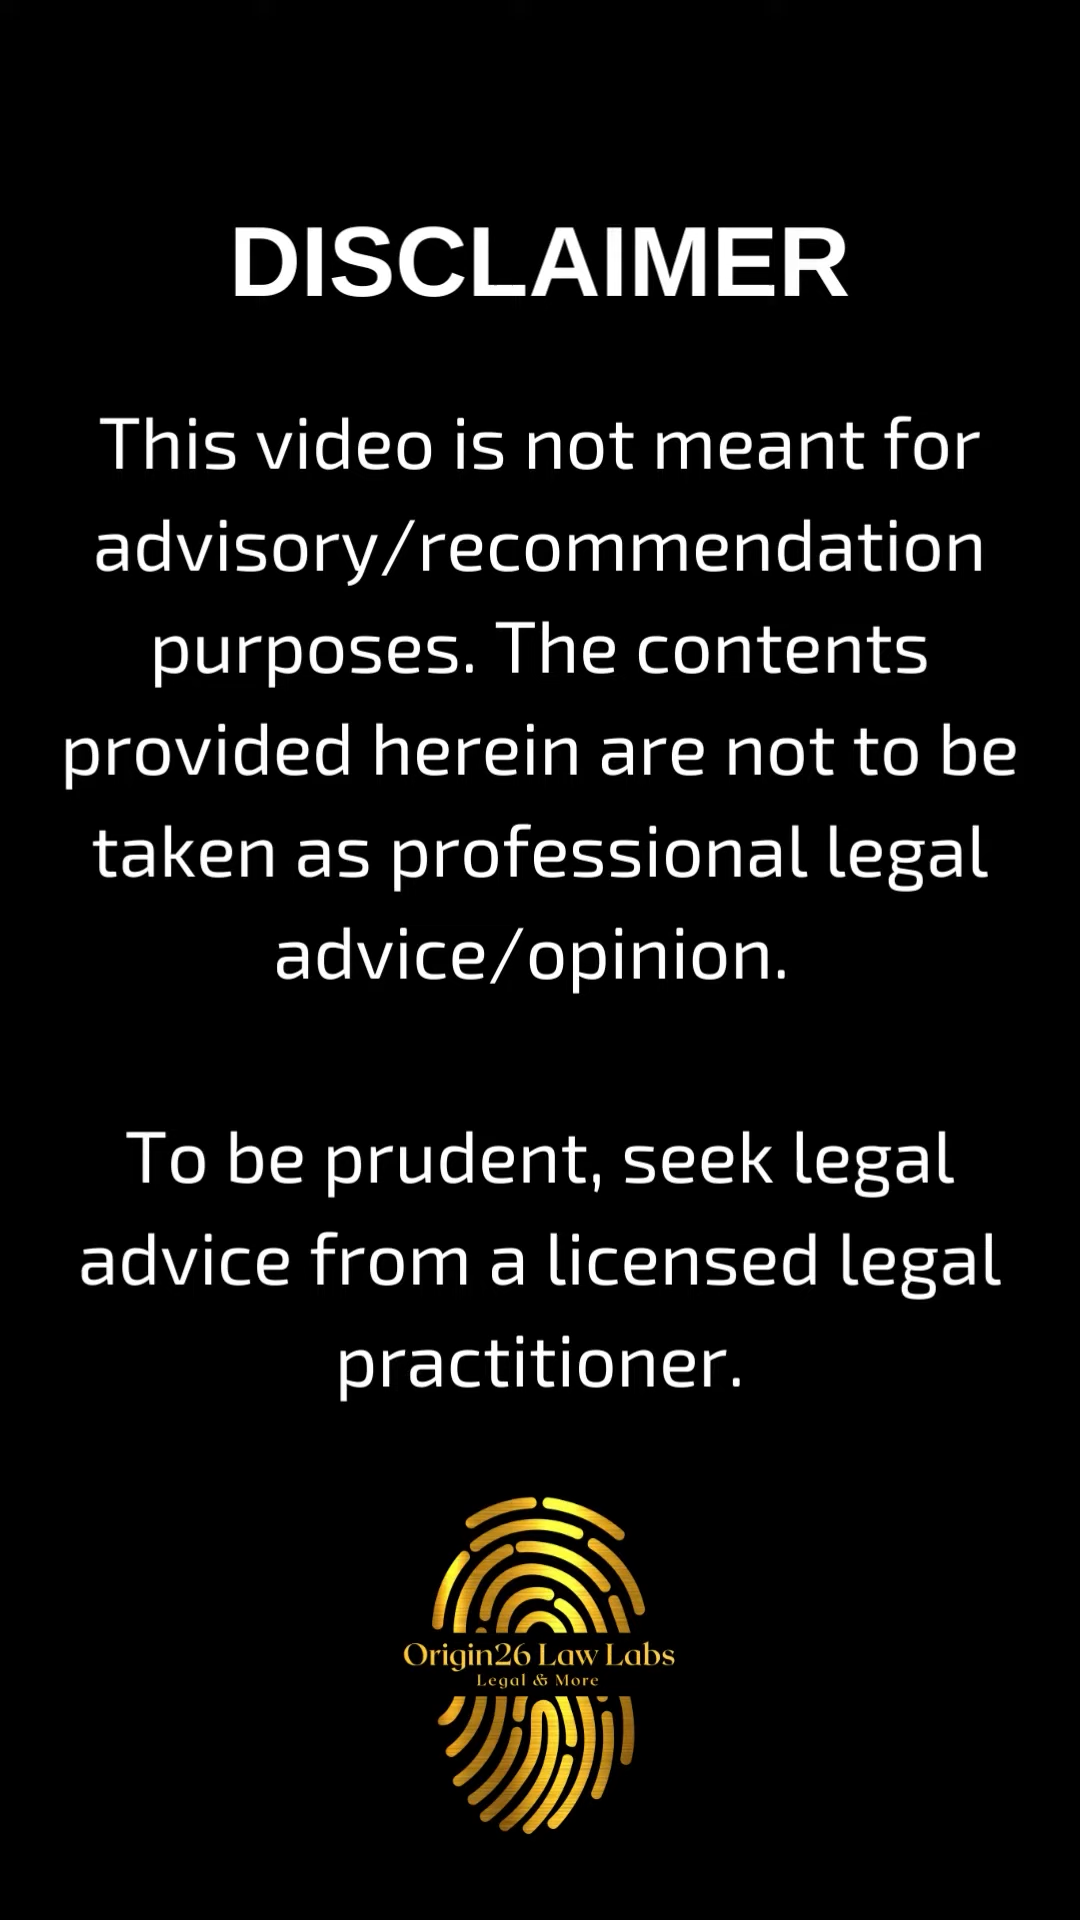 DISCLAIMER
This video is not meant for
advisory/recommendation
purposes. The contents
provided herein are not to be
taken as professional legal
advice/opinion.
To be prudent, seek legal
advice from a licensed legal
practitioner.
Origin26 Law Labs
Legal & More